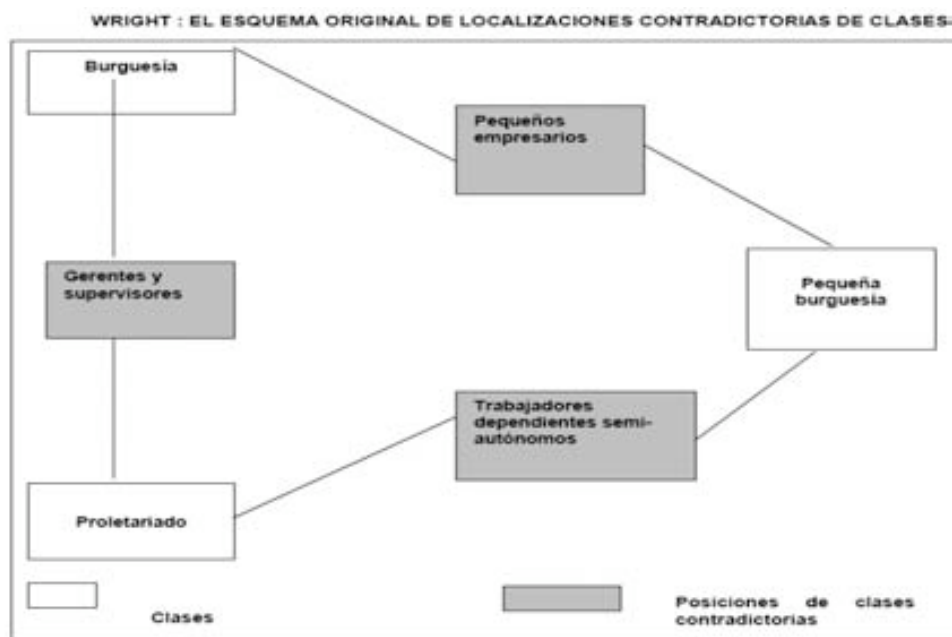 WRIGHT : EL ESQUEMA ORIGINAL DE LOCALIZACIONES CONTRADICTORIAS DE CLASES-
Burguesía
Pequeños
empresarios
Gerentes y
supervisores
Pequeña
burguesía
Trabajadores
dependientes semi-
autónomos
Proletariado
Clases
Posiciones de clases
contradictorias